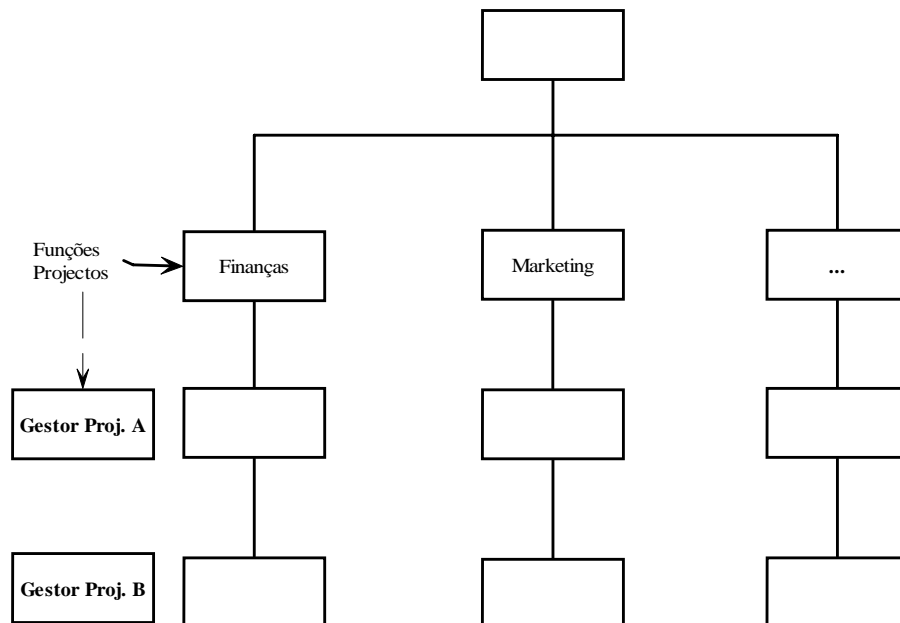 Funções
Projectos
Finanças
Marketing
...
Gestor Proj. A
Gestor Proj. B